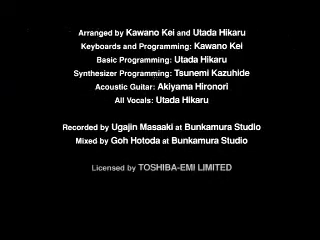 Arranged by Kawano Kei and Utada Hikaru
Keyboards and Programming: Kawano Kei
Basic Programming: Utada Hikaru
Synthesizer Programming: Tsunemi Kazuhide
Acoustic Guitar: Akiyama Hironori
All Vocals: Utada Hikaru
Recorded by Ugajin Masaaki at Bunkamura Studio
Mixed by Goh Hotoda at Bunkamura Studio
Licensed by TOSHIBA-EMI LIMITED